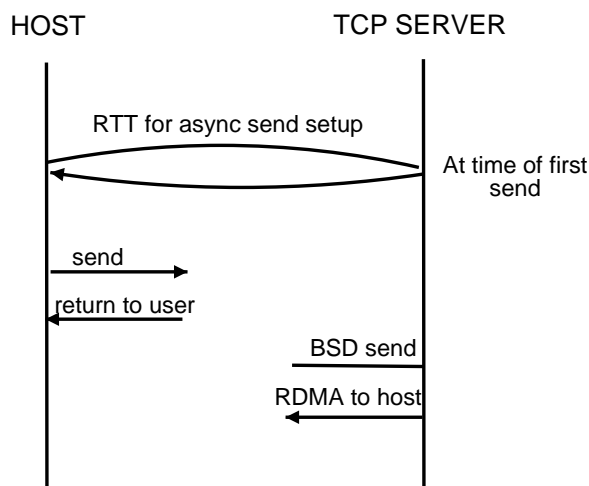 HOST
TCP SERVER
RTT for async send setup
At time of first
send
send
return to user
BSD send
RDMA to host